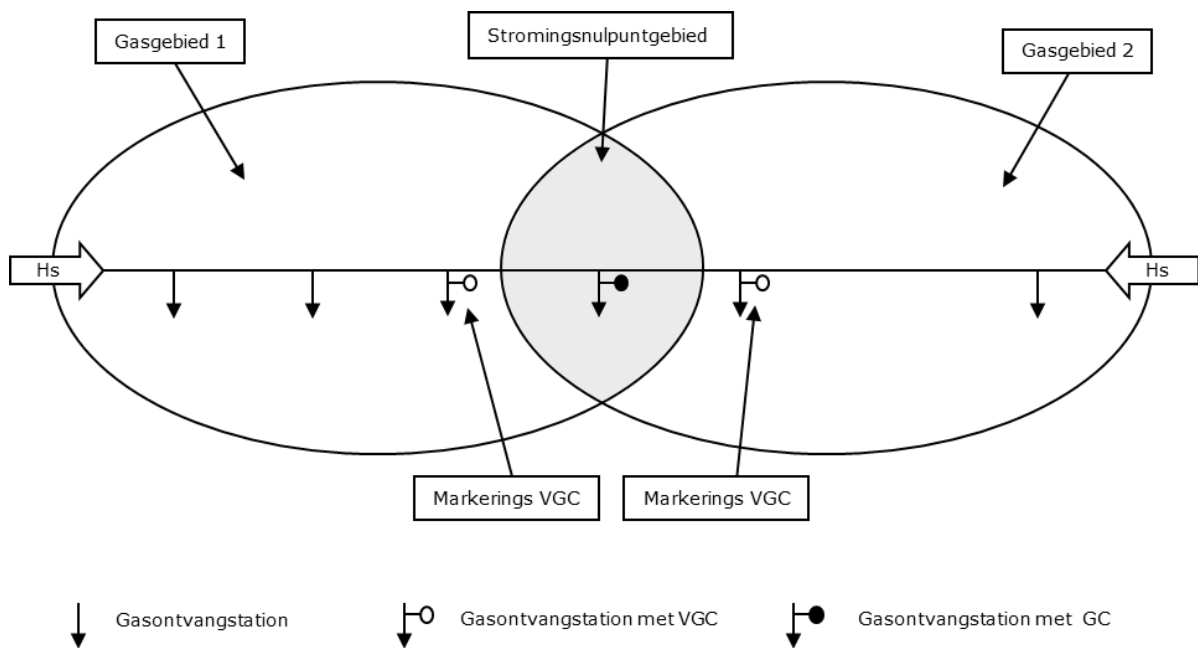 Gasgebied 1
Stromingsnulpuntgebied
Gasgebied 2
Hs
Hs
Markerings VGC
Markerings VGC
Gasontvangstation
Gasontvangstation met VGC
Gasontvangstation met GC